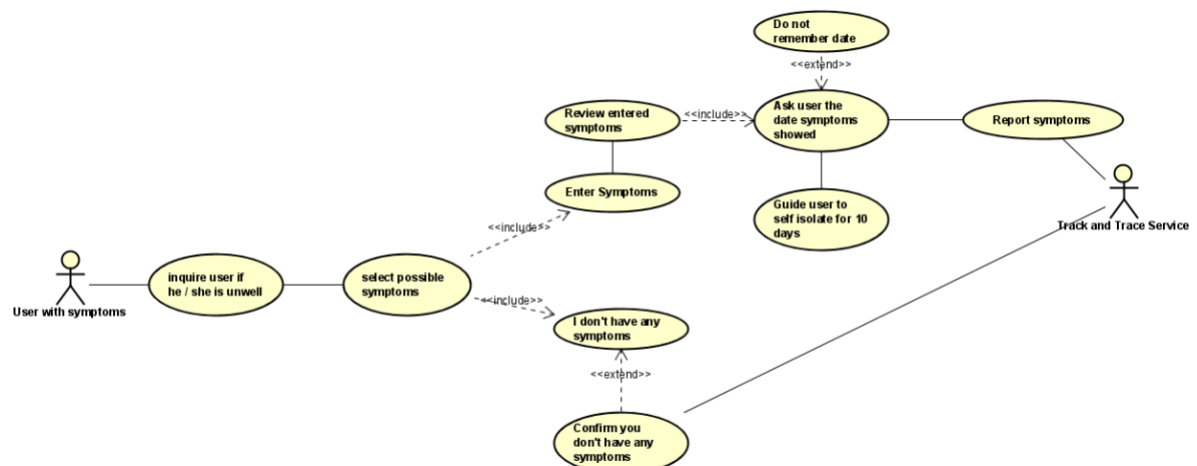 Do not
remember date
<<extend>>
Review entered
symptoms
<<include>>
Ask user the
date symptoms
showed
Report symptoms
Enter Symptoms
Guide user to
self isolate for 10
days
Track and Trace Service
<<include>>
inquire user if
he / she is unwell
select possible
symptoms
User with symptoms
<<include>>
I don't have any
symptoms
<<extend>>
Confirm you
don't have any
symptoms